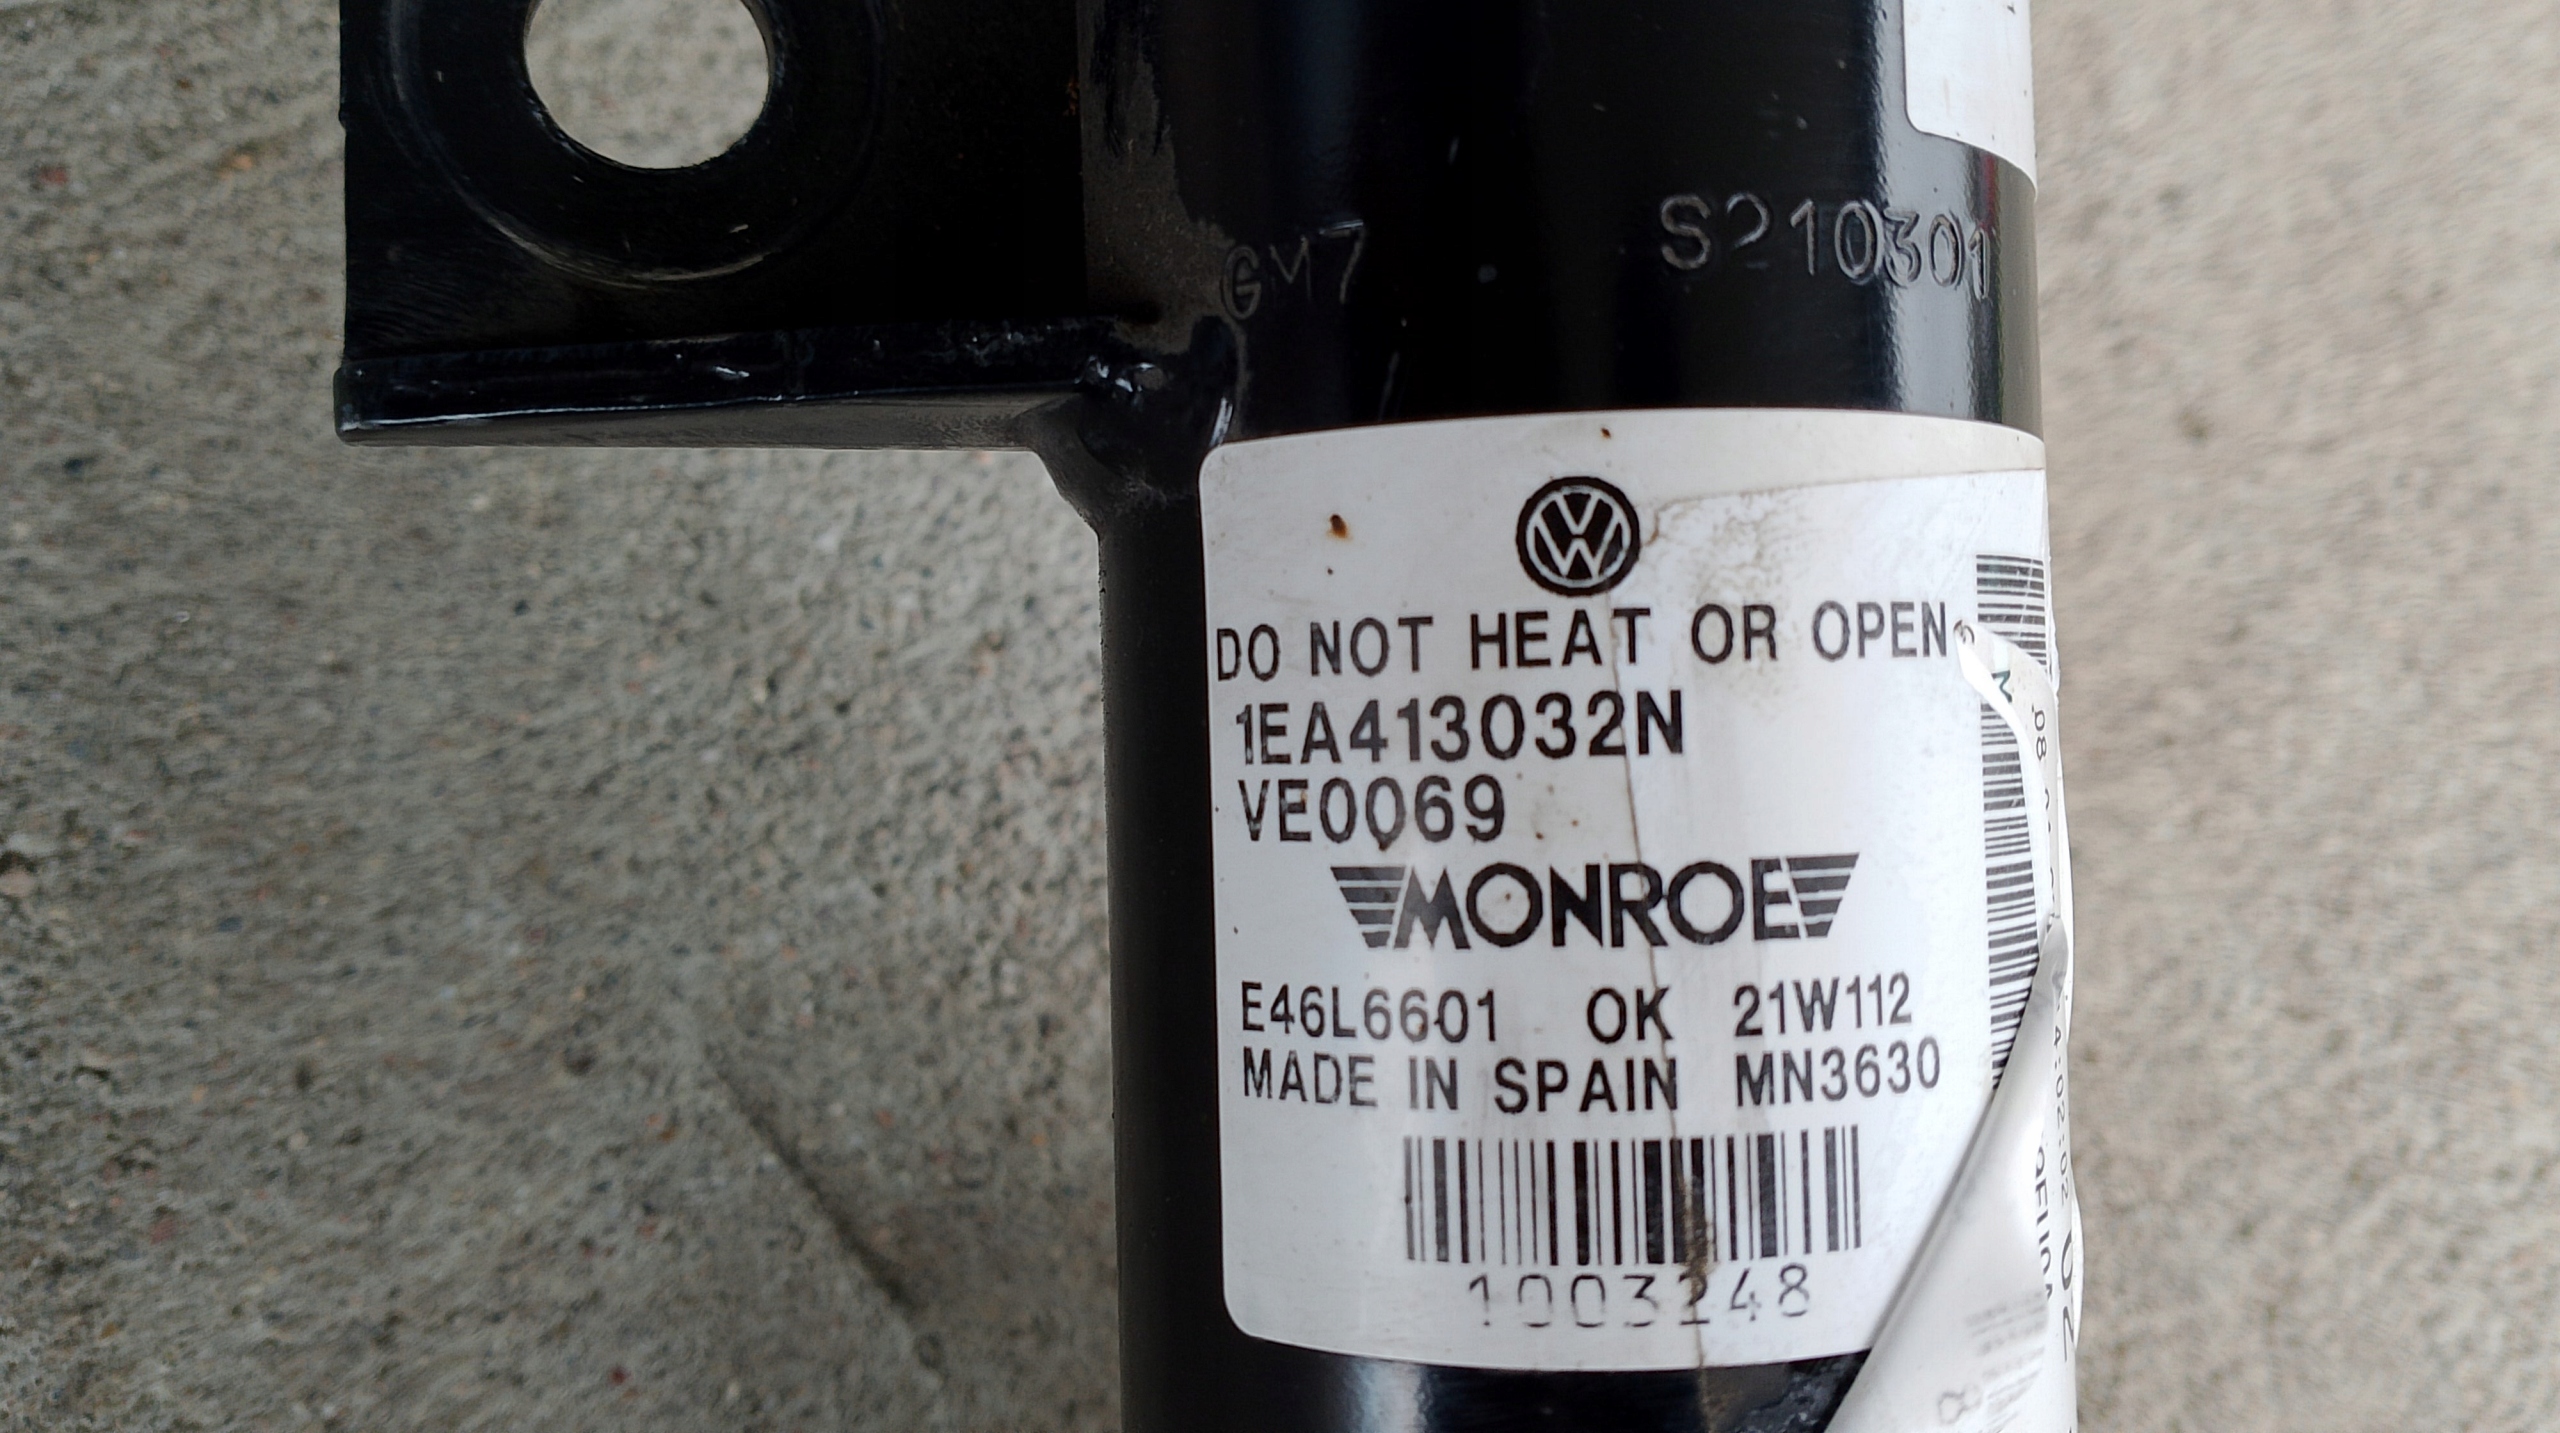 GM7
S210301
DO NOT HEAT OR OPEN
1EA413032N
VE0069
MONROE
E46L6601 OK 21W112
MADE IN SPAIN MN3630
1003248